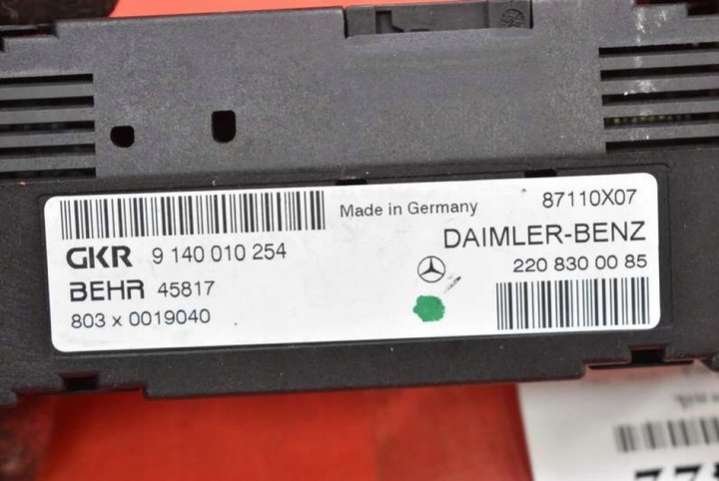 Made in Germany
87110X07
GKR 9 140 010 254
DAIMLER-BENZ
BEHR 45817
220 830 00 85
803 x 0019040